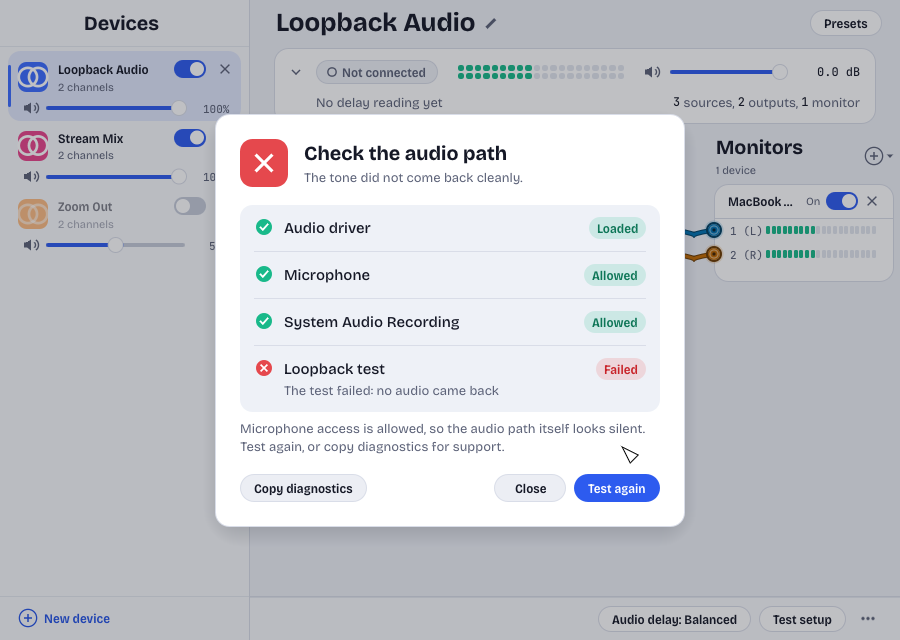 Devices
Loopback Audio
2 channels
100%
Stream Mix
2 channels
Zoom Out
2 channels
New device
Loopback Audio
Presets
Not connected
0.0 dB
No delay reading yet
3 sources, 2 outputs, 1 monitor
Monitors
1 device
MacBook ...
On
1 (L)
2 (R)
Check the audio path
The tone did not come back cleanly.
Audio driver
Loaded
Microphone
Allowed
System Audio Recording
Allowed
Loopback test
Failed
The test failed: no audio came back
Microphone access is allowed, so the audio path itself looks silent.
Test again, or copy diagnostics for support.
Copy diagnostics
Close
Test again
Audio delay: Balanced
Test setup